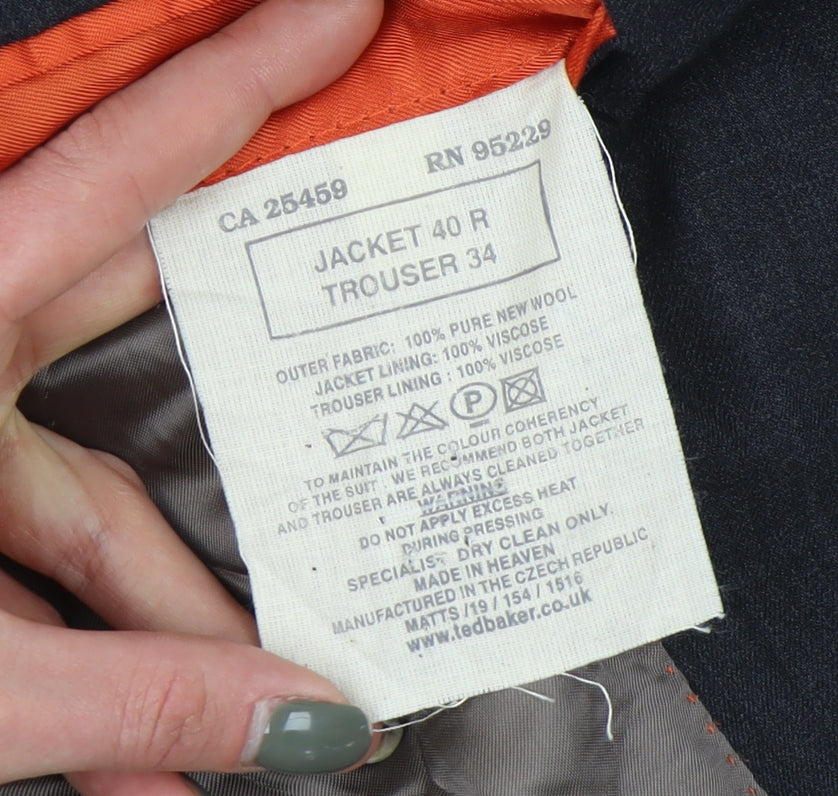 CA 25459 RN 95229
JACKET 40 R
TROUSER 34
OUTER FABRIC: 100% PURE NEW WOOL
JACKET LINING: 100% VISCOSE
TROUSER LINING : 100% VISCOSE
P
TO MAINTAIN THE COLOUR COHERENCY
OF THE SUIT, WE RECOMMEND BOTH JACKET
AND TROUSER ARE ALWAYS CLEANED TOGETHER
WARNING
DO NOT APPLY EXCESS HEAT
DURING PRESSING
SPECIALIST DRY CLEAN ONLY.
MADE IN HEAVEN
MANUFACTURED IN THE CZECH REPUBLIC
MATTS /19 / 154 / 1516
www.tedbaker.co.uk